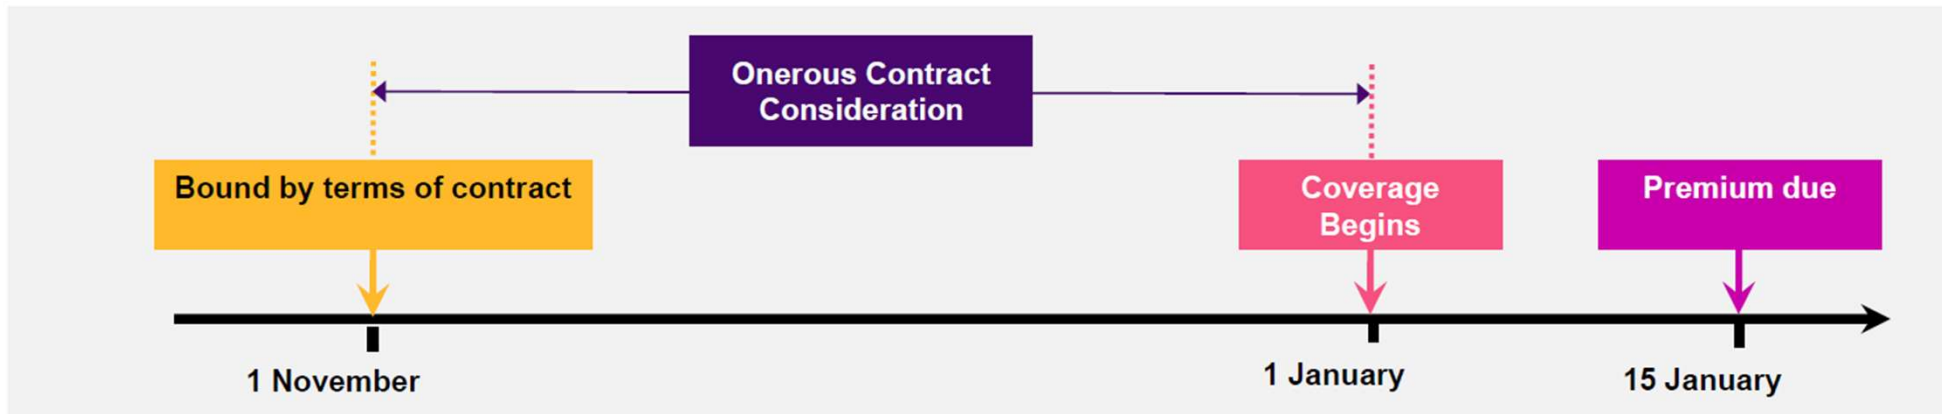 Onerous Contract
Consideration
Bound by terms of contract
Coverage
Begins
Premium due
1 November
1 January
15 January